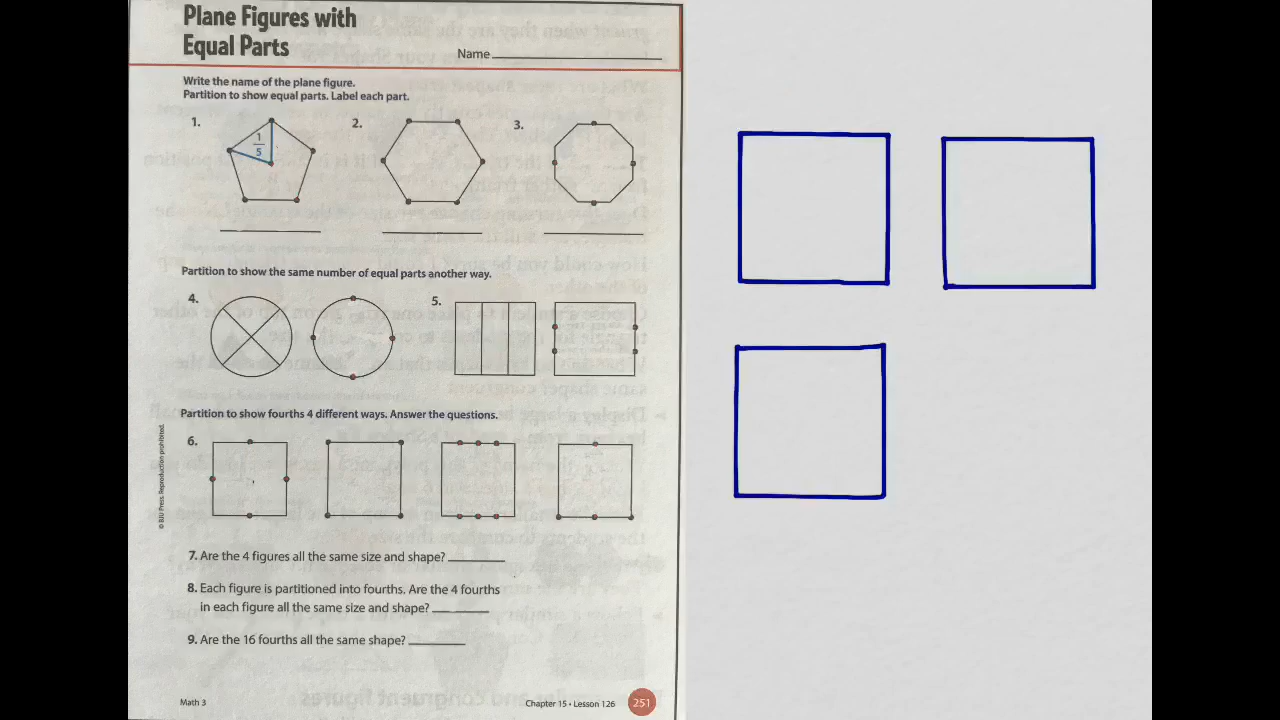 Plane Figures with
Equal Parts
Name
Write the name of the plane figure.
Partition to show equal parts. Label each part.
1.
1
5
2.
3.
Partition to show the same number of equal parts another way.
4.
5.
Partition to show fourths 4 different ways. Answer the questions.
6.
7. Are the 4 figures all the same size and shape?
8. Each figure is partitioned into fourths. Are the 4 fourths
in each figure all the same size and shape?
9. Are the 16 fourths all the same shape?
© BJU Press. Reproduction prohibited.
Math 3
Chapter 15 • Lesson 126
251